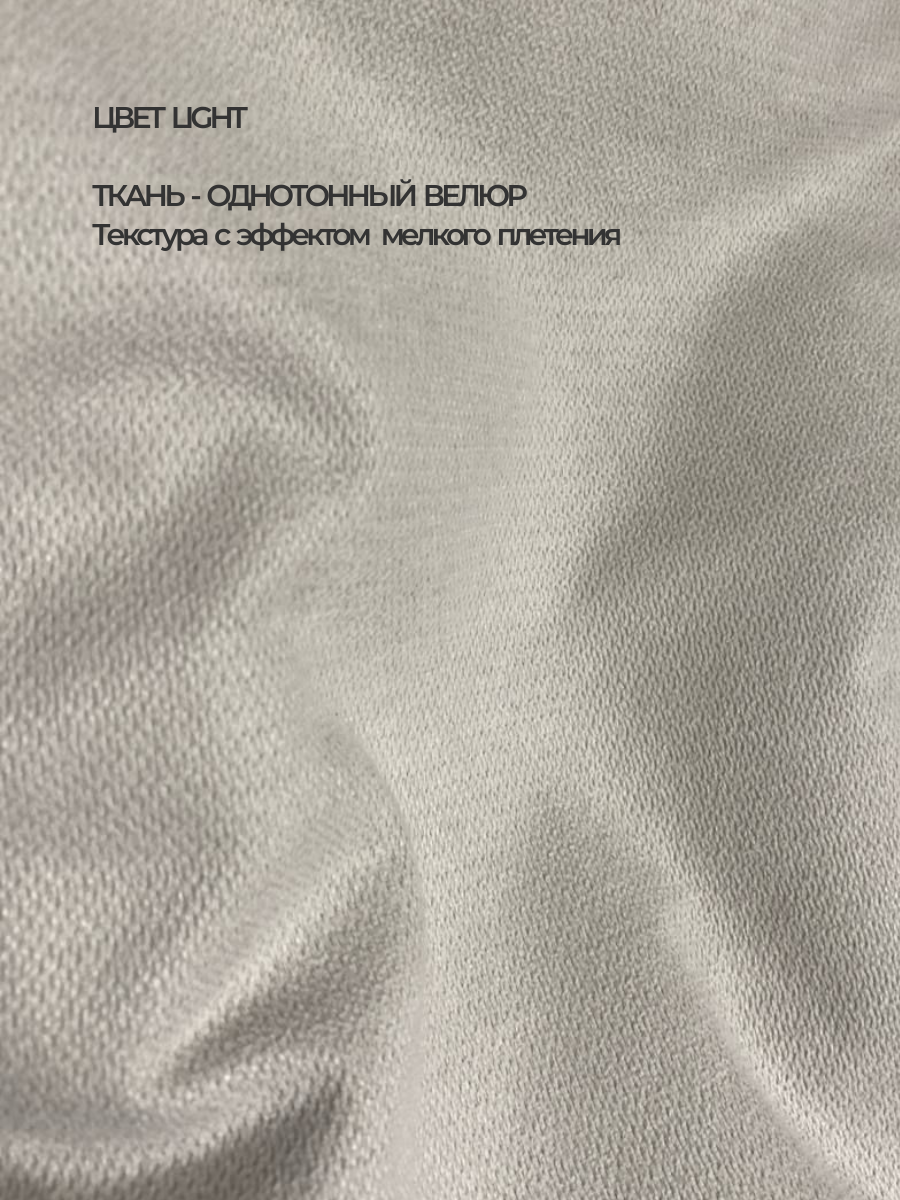 ЦВЕТ LIGHT
ТКАНЬ - ОДНОТОННЫЙ ВЕЛЮР
Текстура с эффектом мелкого плетения